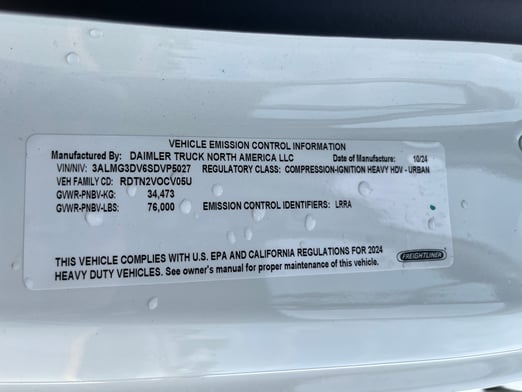 VEHICLE EMISSION CONTROL INFORMATION
Manufactured By: DAIMLER TRUCK NORTH AMERICA LLC Date of Manufacture: 10/24
VIN/NIV: 3ALMG3DV6SDVP5027 REGULATORY CLASS: COMPRESSION-IGNITION HEAVY HDV - URBAN
VEH FAMILY CD: RDTN2VOCV05U
GVWR-PNBV-KG: 34,473
GVWR-PNBV-LBS: 76,000 EMISSION CONTROL IDENTIFIERS: LRRA
THIS VEHICLE COMPLIES WITH U.S. EPA AND CALIFORNIA REGULATIONS FOR 2024
HEAVY DUTY VEHICLES. See owner's manual for proper maintenance of this vehicle.
FREIGHTLINER